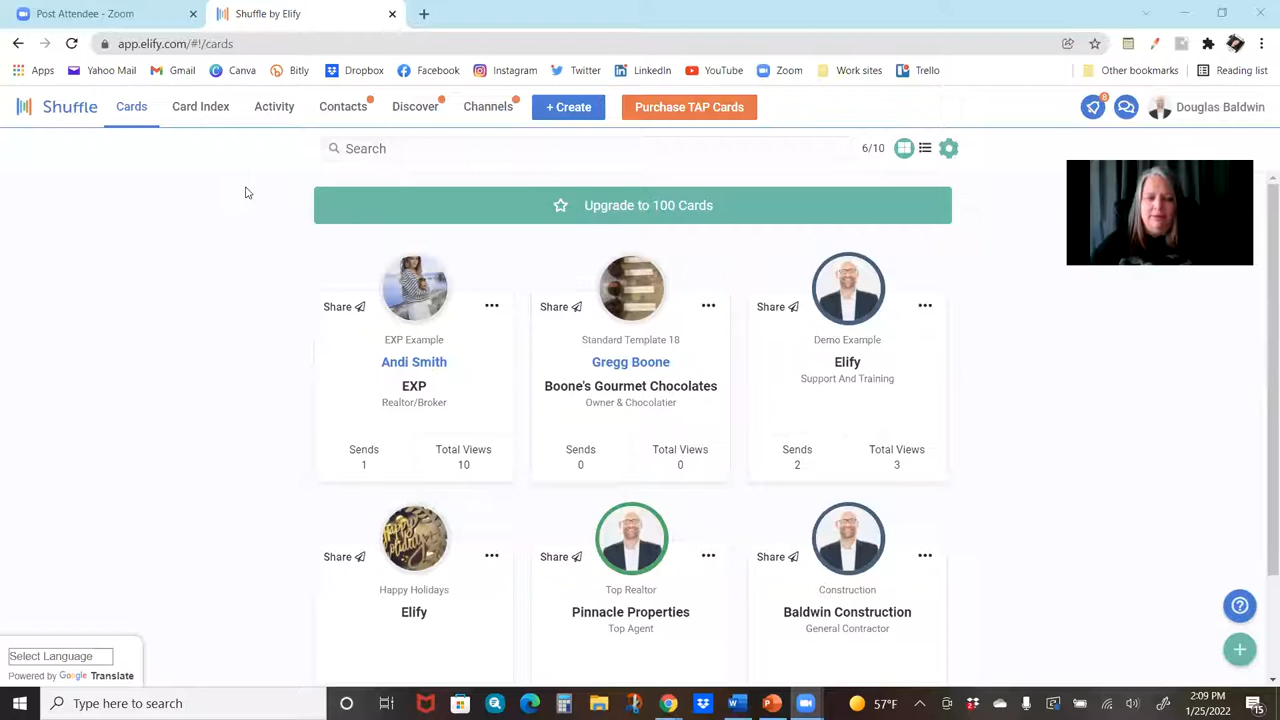 Post Attendee - Zoom
Shuffle by Elify
app.elify.com/#!/cards
Apps Yahoo Mail Gmail Canva Bitly Dropbox Facebook Instagram Twitter LinkedIn YouTube Zoom Work sites Trello Other bookmarks Reading list
Shuffle Cards Card Index Activity Contacts Discover Channels + Create Purchase TAP Cards 8 Douglas Baldwin
Search 6/10
Upgrade to 100 Cards
Share Share Share
EXP Example Standard Template 18 Demo Example
Andi Smith Gregg Boone Elify
EXP Boone's Gourmet Chocolates Support And Training
Realtor/Broker Owner & Chocolatier
Sends Total Views Sends Total Views Sends Total Views
1 10 0 0 2 3
Happy Holidays
Share Share Share
Happy Holidays Top Realtor Construction
Elify Pinnacle Properties Baldwin Construction
Top Agent General Contractor
Select Language
Powered by Google Translate
Type here to search 57°F 2:09 PM
1/25/2022 15